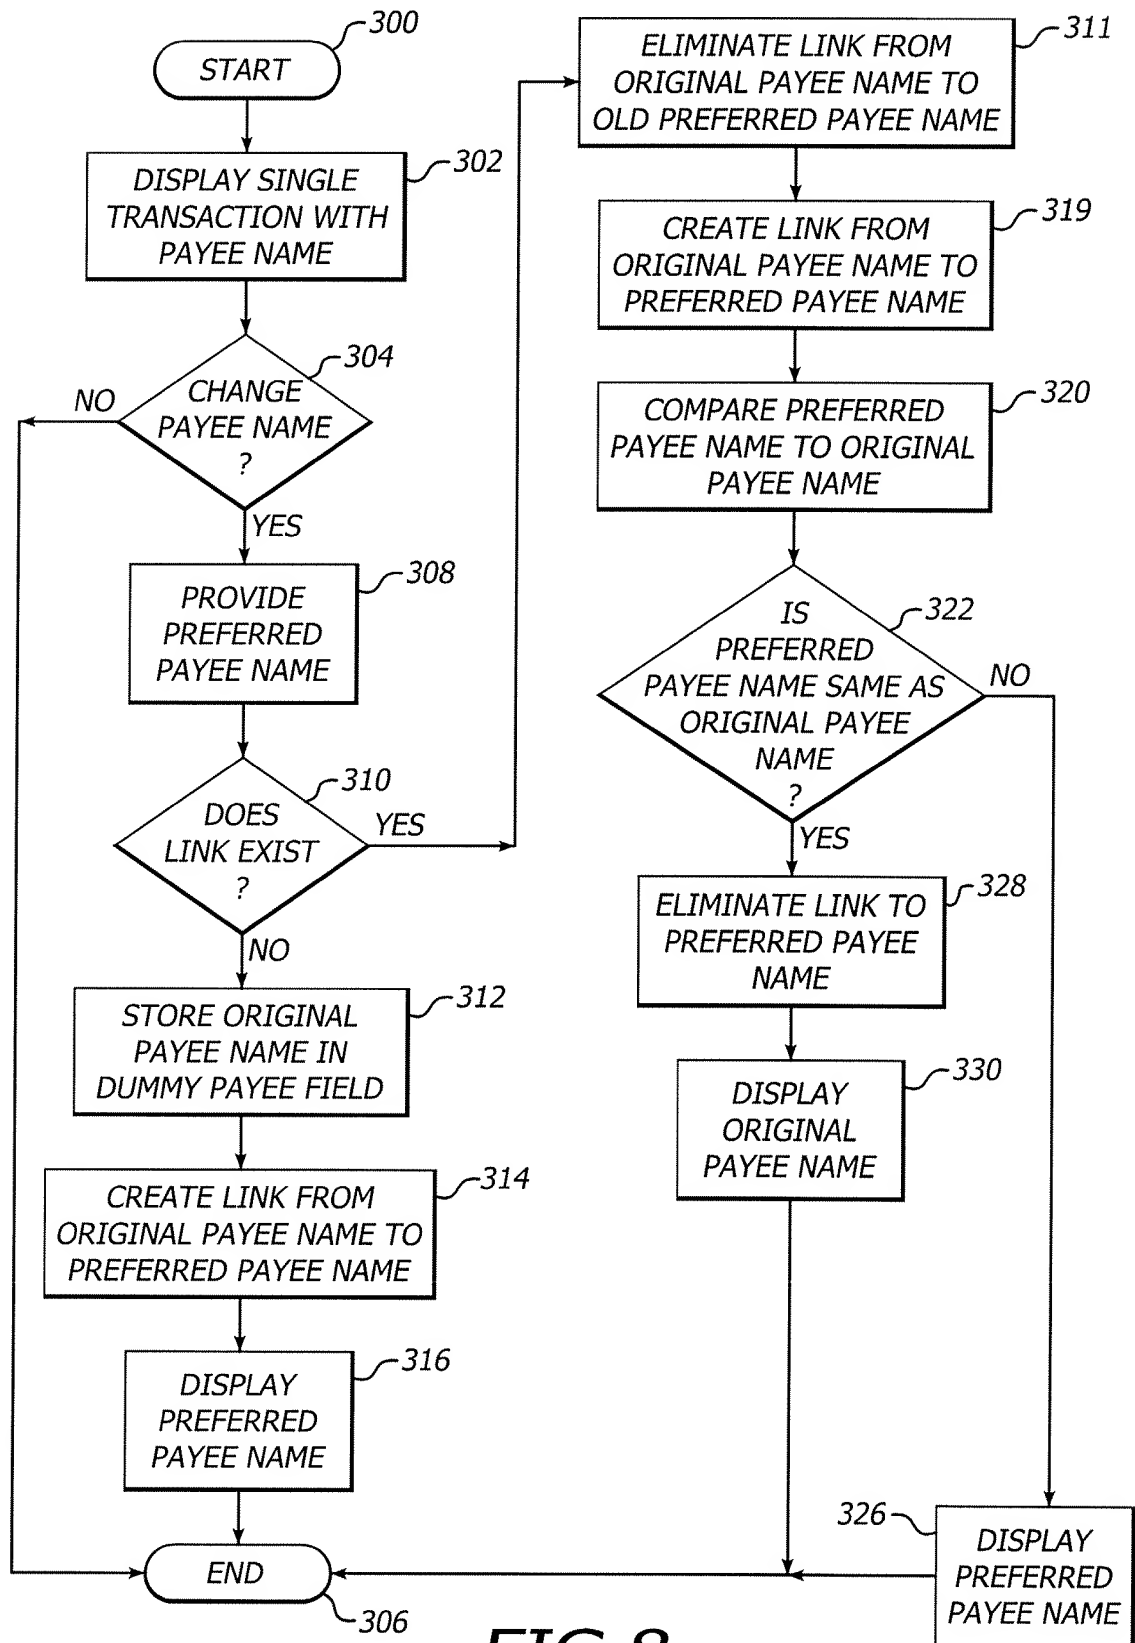 300
START
302
DISPLAY SINGLE
TRANSACTION WITH
PAYEE NAME
304
CHANGE
PAYEE NAME
?
NO
YES
308
PROVIDE
PREFERRED
PAYEE NAME
310
DOES
LINK EXIST
?
YES
NO
312
STORE ORIGINAL
PAYEE NAME IN
DUMMY PAYEE FIELD
314
CREATE LINK FROM
ORIGINAL PAYEE NAME TO
PREFERRED PAYEE NAME
316
DISPLAY
PREFERRED
PAYEE NAME
END
306
311
ELIMINATE LINK FROM
ORIGINAL PAYEE NAME TO
OLD PREFERRED PAYEE NAME
319
CREATE LINK FROM
ORIGINAL PAYEE NAME TO
PREFERRED PAYEE NAME
320
COMPARE PREFERRED
PAYEE NAME TO ORIGINAL
PAYEE NAME
322
IS
PREFERRED
PAYEE NAME SAME AS
ORIGINAL PAYEE
NAME
?
NO
YES
328
ELIMINATE LINK TO
PREFERRED PAYEE
NAME
330
DISPLAY
ORIGINAL
PAYEE NAME
326
DISPLAY
PREFERRED
PAYEE NAME
FIG 8